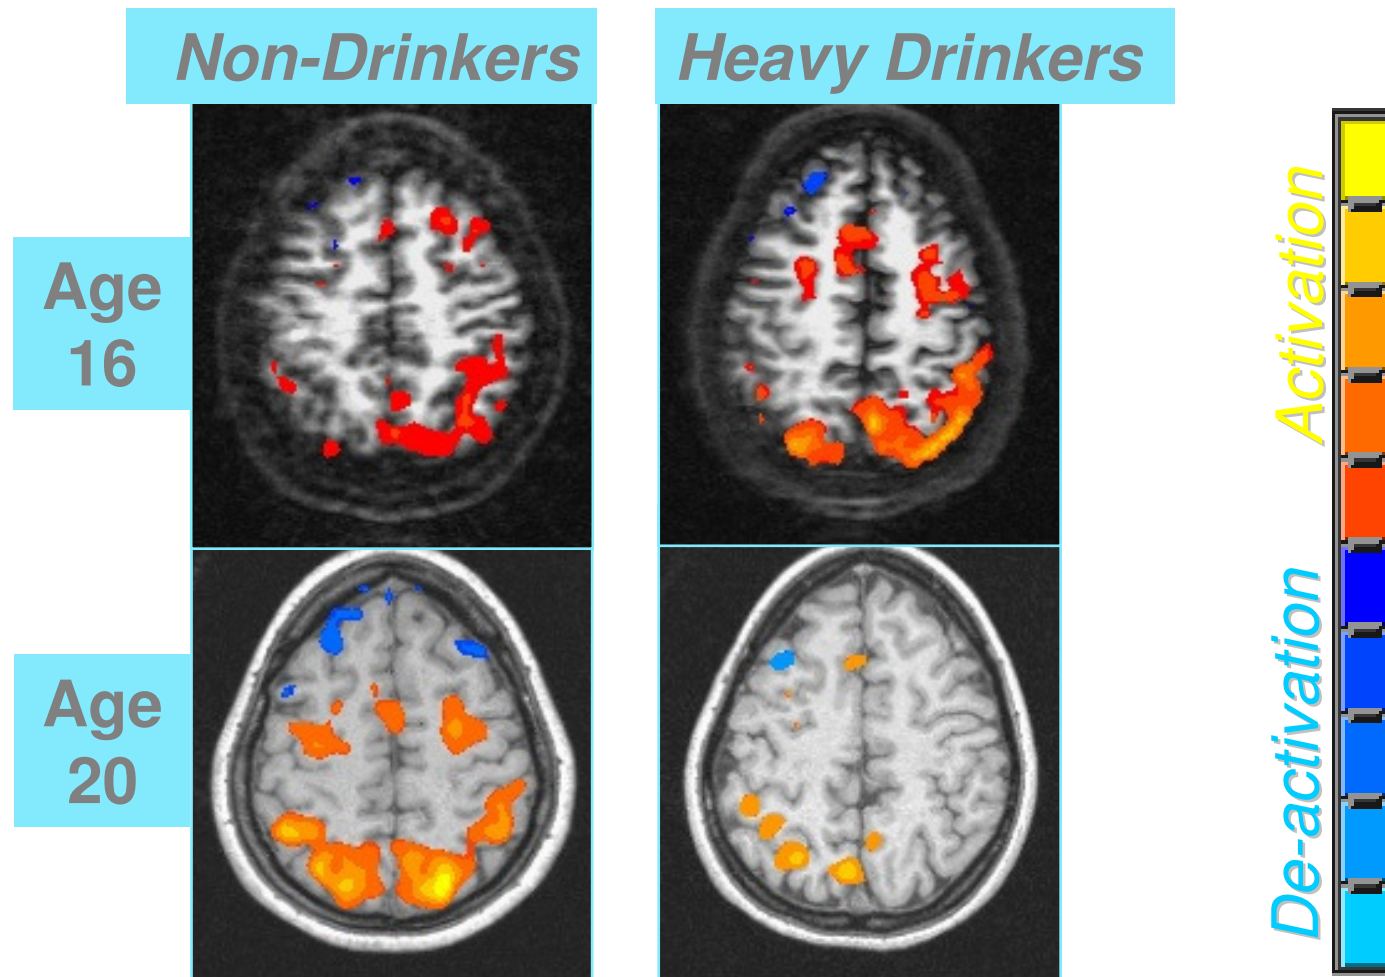 Non-Drinkers
Heavy Drinkers
Age
16
Age
20
Activation
De-activation